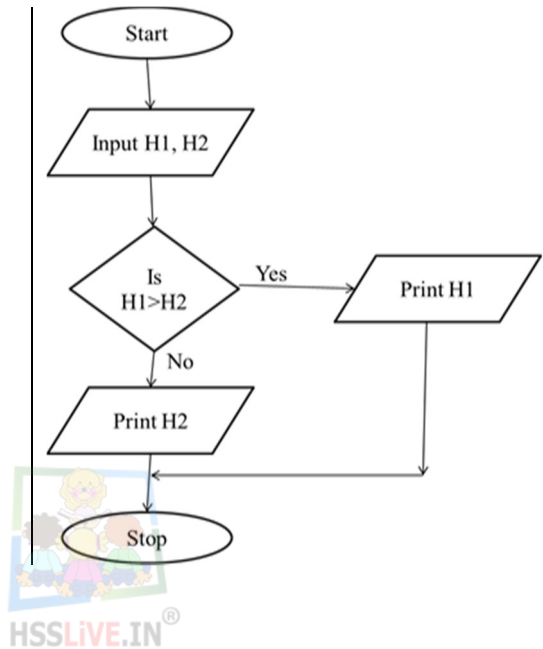 Start
Input H1, H2
Is
H1>H2
Yes
Print H1
No
Print H2
Stop
HSSLiVE.IN®